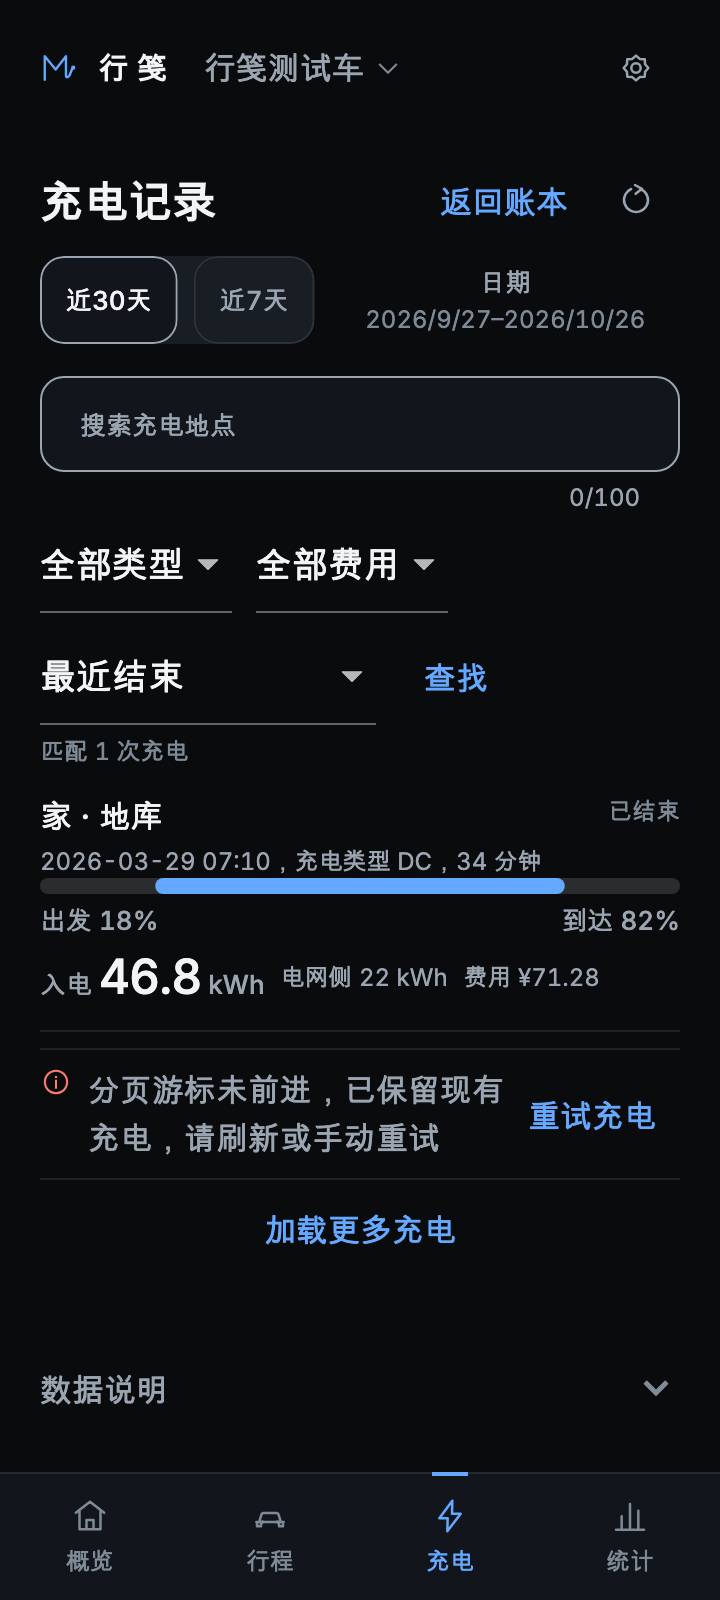 行笺 行笺测试车
充电记录 返回账本
近30天 近7天 日期
2026/9/27–2026/10/26
搜索充电地点
0/100
全部类型 全部费用
最近结束 查找
匹配 1 次充电
家 · 地库 已结束
2026-03-29 07:10，充电类型 DC，34 分钟
出发 18% 到达 82%
入电 46.8 kWh 电网侧 22 kWh 费用 ¥71.28
分页游标未前进，已保留现有
充电，请刷新或手动重试
重试充电
加载更多充电
数据说明
概览 行程 充电 统计